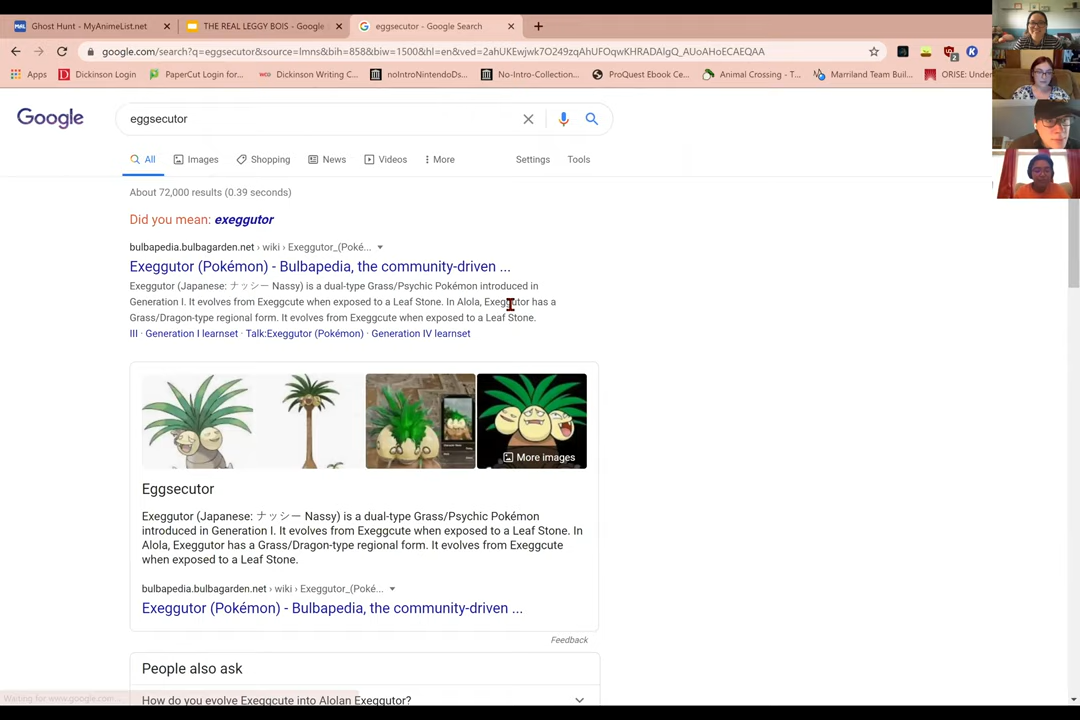 Ghost Hunt - MyAnimeList.net
THE REAL LEGGY BOIS - Google
eggsecutor - Google Search
google.com/search?q=eggsecutor&source=lmns&bih=858&biw=1500&hl=en&ved=2ahUKEwjwk7O249zqAhUFOqwKHRADAlgQ_AUoAHoECAEQAA
Apps
Dickinson Login
PaperCut Login for...
Dickinson Writing C...
noIntroNintendoDs...
No-Intro-Collection...
ProQuest Ebook Ce...
Animal Crossing - T...
Marriland Team Buil...
ORISE: Unde
Google
eggsecutor
All
Images
Shopping
News
Videos
More
Settings
Tools
About 72,000 results (0.39 seconds)
Did you mean: exeggutor
bulbapedia.bulbagarden.net › wiki › Exeggutor_(Poké...
Exeggutor (Pokémon) - Bulbapedia, the community-driven ...
Exeggutor (Japanese: ナッシー Nassy) is a dual-type Grass/Psychic Pokémon introduced in
Generation I. It evolves from Exeggcute when exposed to a Leaf Stone. In Alola, Exeggutor has a
Grass/Dragon-type regional form. It evolves from Exeggcute when exposed to a Leaf Stone.
III · Generation I learnset · Talk:Exeggutor (Pokémon) · Generation IV learnset
More images
Eggsecutor
Exeggutor (Japanese: ナッシー Nassy) is a dual-type Grass/Psychic Pokémon
introduced in Generation I. It evolves from Exeggcute when exposed to a Leaf Stone. In
Alola, Exeggutor has a Grass/Dragon-type regional form. It evolves from Exeggcute
when exposed to a Leaf Stone.
bulbapedia.bulbagarden.net › wiki › Exeggutor_(Poké...
Exeggutor (Pokémon) - Bulbapedia, the community-driven ...
Feedback
People also ask
How do you evolve Exeggcute into Alolan Exeggutor?
Waiting for www.google.com...